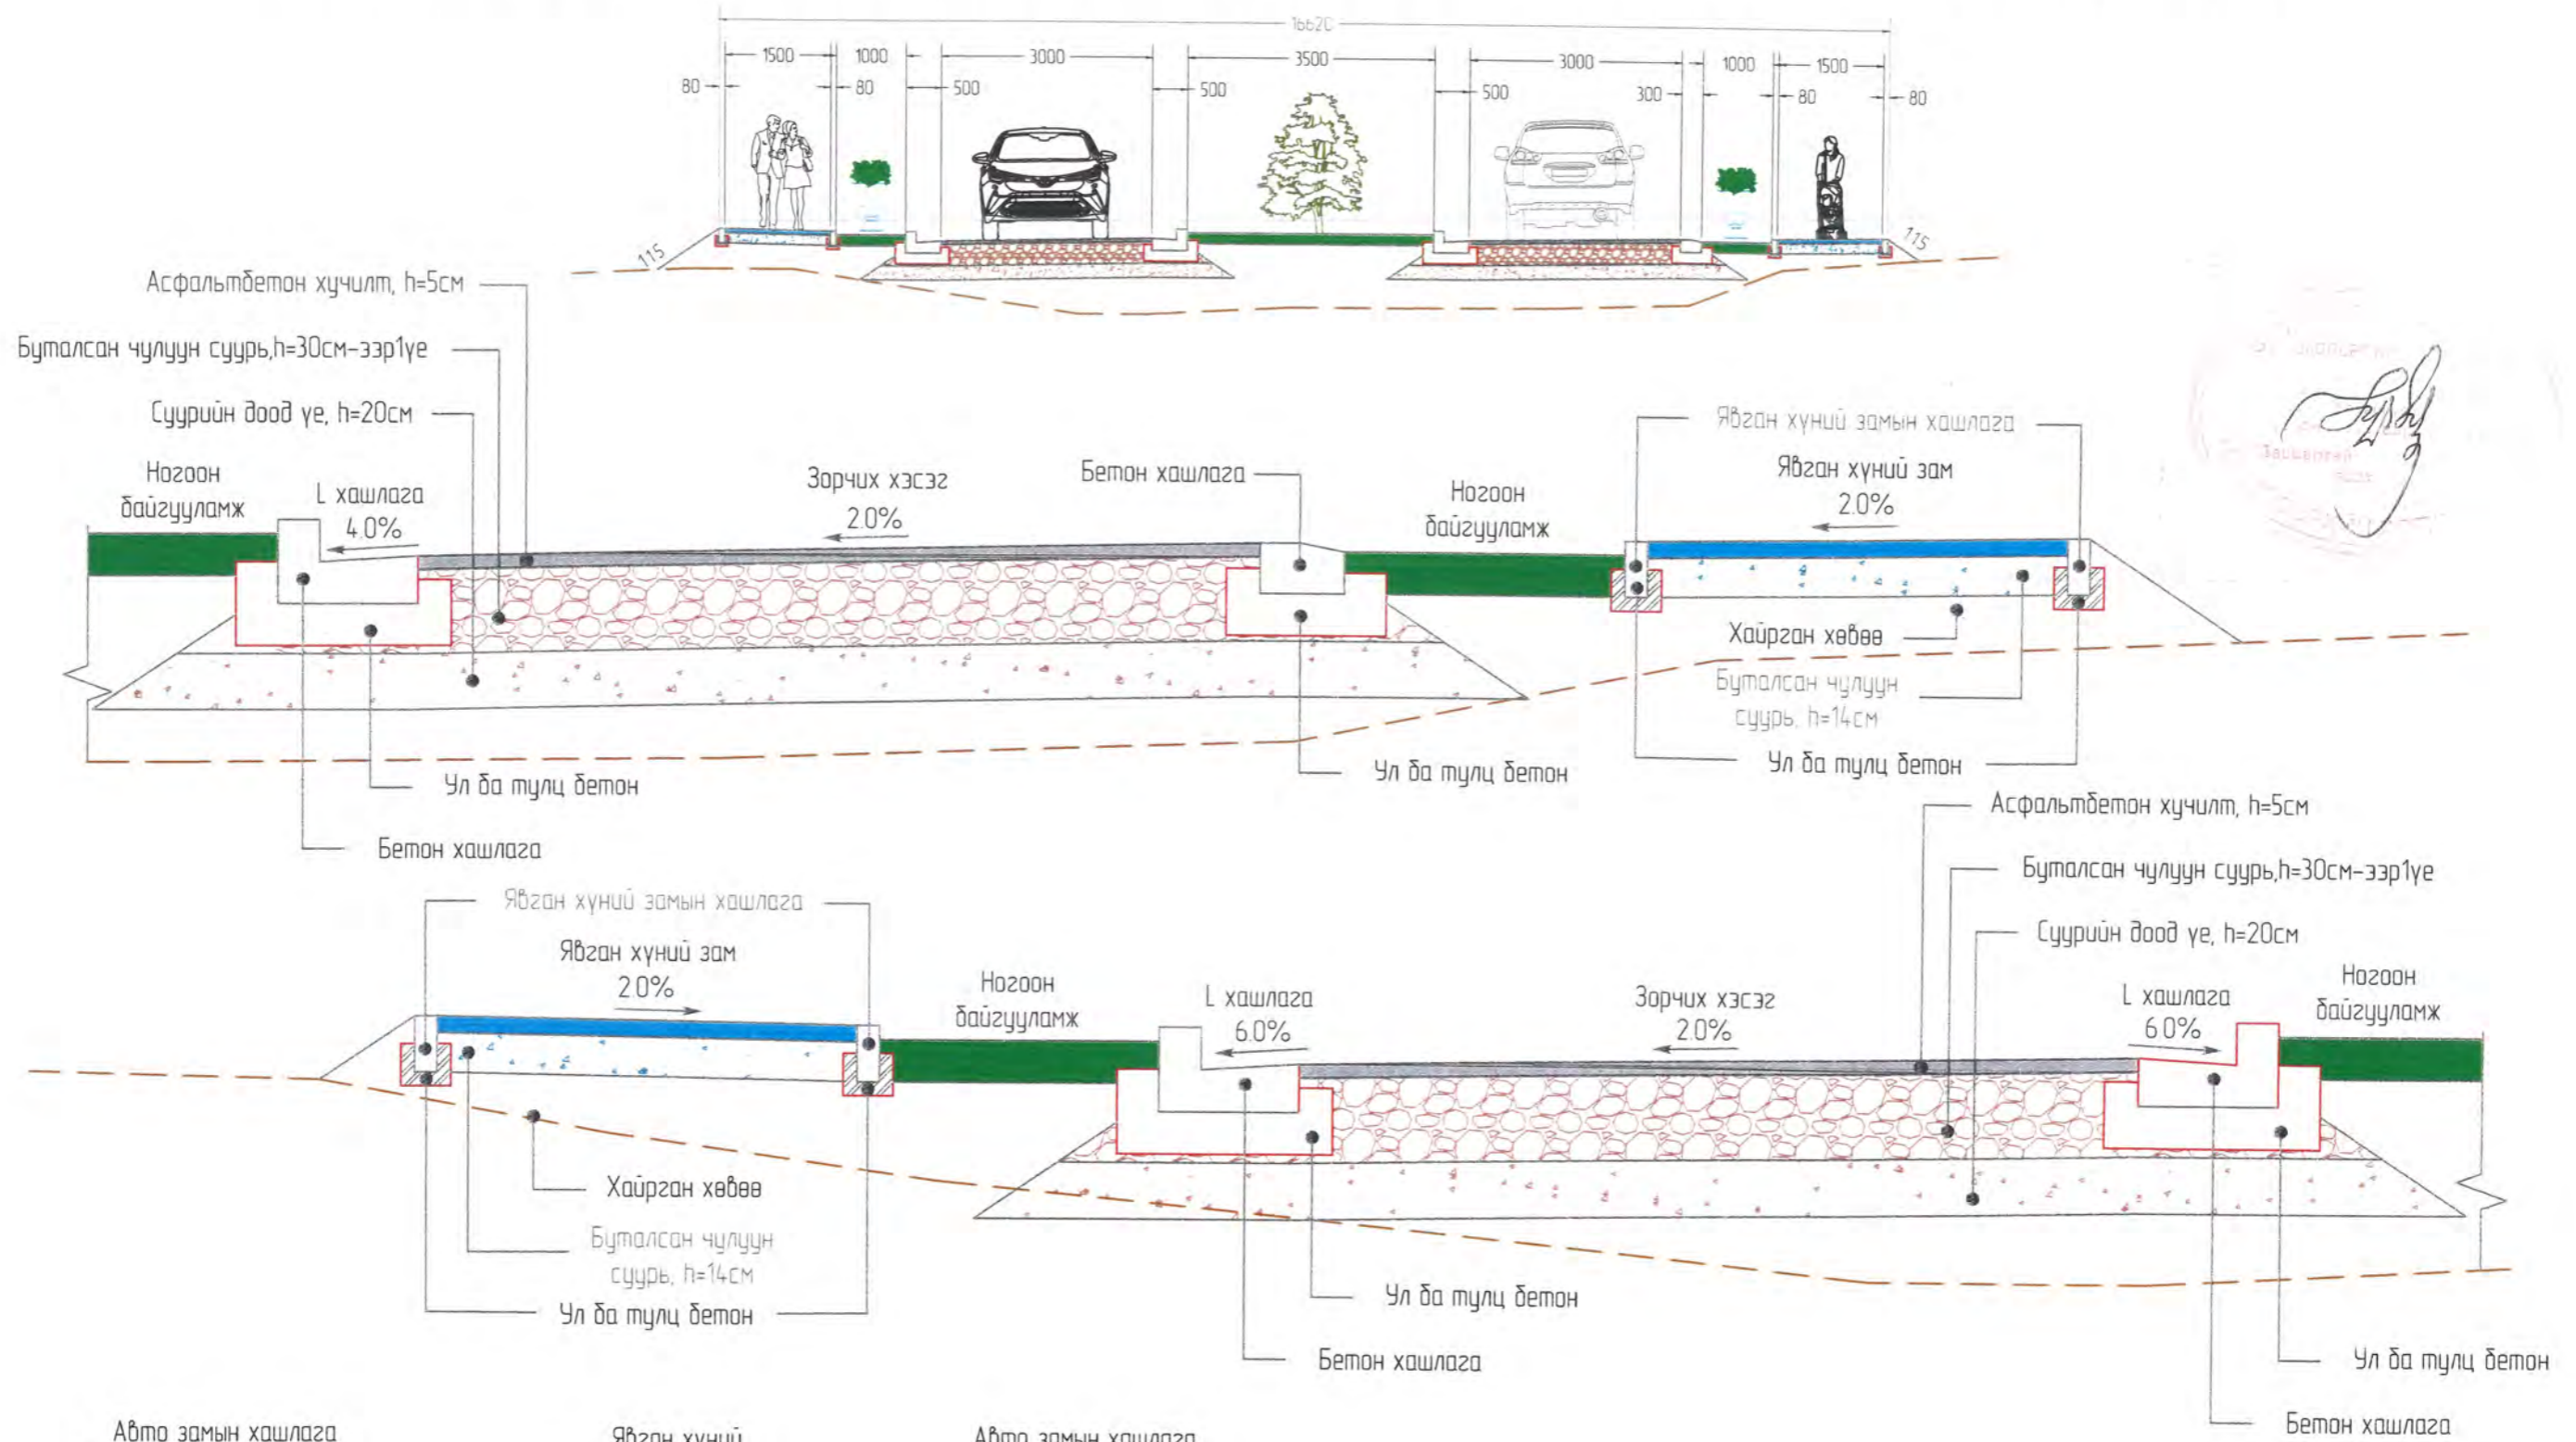 16620
1500
1000
3000
3500
3000
1000
1500
80
80
500
500
500
300
80
80
115
115
Асфальтбетон хучилт, h=5см
Буталсан чулуун суурь,h=30см-ээр1үе
Суурийн доод үе, h=20см
Ногоон
байгууламж
L хашлага
4.0%
Зорчих хэсэг
2.0%
Бетон хашлага
Ногоон
байгууламж
Явган хүний замын хашлага
Явган хүний зам
2.0%
Хайрган хөвөө
Буталсан чулуун
суурь, h=14см
Ул ба тулц бетон
Ул ба тулц бетон
Ул ба тулц бетон
Бетон хашлага
Асфальтбетон хучилт, h=5см
Буталсан чулуун суурь,h=30см-ээр1үе
Суурийн доод үе, h=20см
Явган хүний замын хашлага
Явган хүний зам
2.0%
Ногоон
байгууламж
L хашлага
6.0%
Зорчих хэсэг
2.0%
L хашлага
6.0%
Ногоон
байгууламж
Хайрган хөвөө
Буталсан чулуун
суурь, h=14см
Ул ба тулц бетон
Ул ба тулц бетон
Бетон хашлага
Ул ба тулц бетон
Бетон хашлага
Авто замын хашлага
Явган хүний
Авто замын хашлага